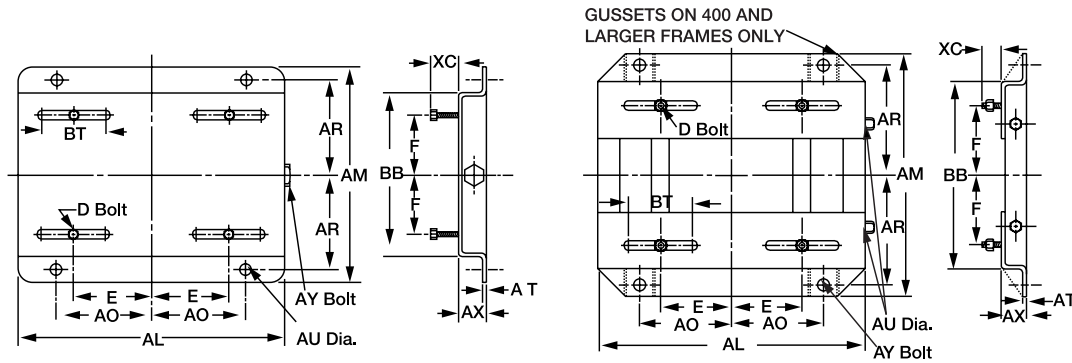 GUSSETS ON 400 AND
LARGER FRAMES ONLY
XC
BT
AR
AM
BB
F
F
D Bolt
AR
E
E
AO
AO
AL
AY Bolt
AU Dia.
A T
AX
XC
D Bolt
AR
AM
BB
F
F
BT
AR
E
E
AO
AO
AL
AU Dia.
AY Bolt
AT
AX